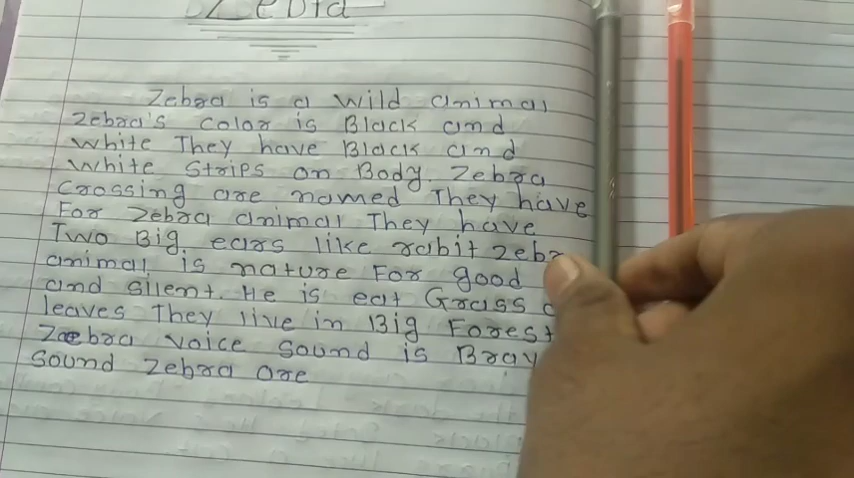 Zebra
Zebra is a wild animal
Zebra's color is Black and
white They have Black and
white Strips on Body. Zebra
Crossing are named They have
For Zebra animal They have
Two Big ears like rabit zebra
animal is nature For good
and silent. He is eat Grass
leaves They live in Big Forest
Zaebra voice sound is Bray
sound zebra are